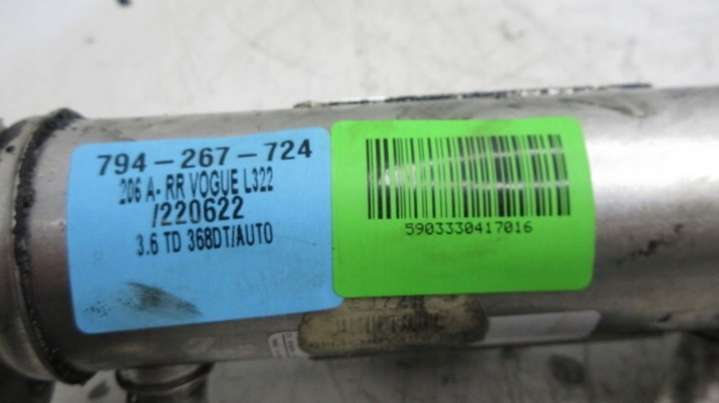 794-267-724
206 A- RR VOGUE L322
/220622
3.6 TD 368DT/AUTO
5903330417016